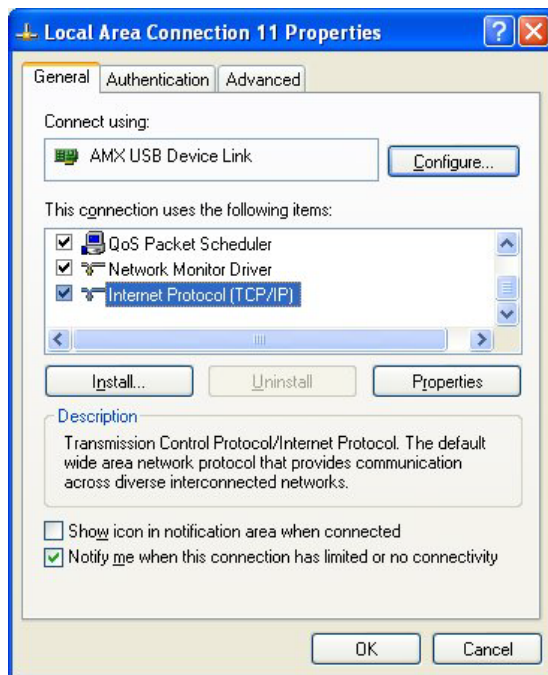 Local Area Connection 11 Properties
General Authentication Advanced
Connect using:
AMX USB Device Link
Configure...
This connection uses the following items:
QoS Packet Scheduler
Network Monitor Driver
Internet Protocol (TCP/IP)
Install... Uninstall Properties
Description
Transmission Control Protocol/Internet Protocol. The default
wide area network protocol that provides communication
across diverse interconnected networks.
Show icon in notification area when connected
Notify me when this connection has limited or no connectivity
OK Cancel